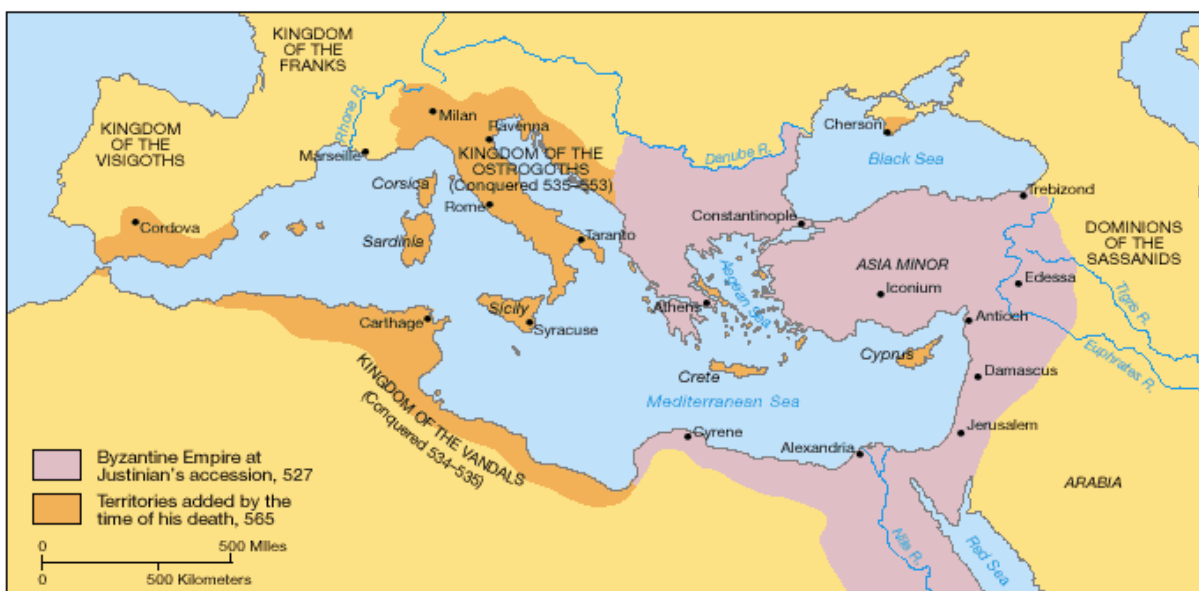 KINGDOM
OF THE
FRANKS
KINGDOM
OF THE
VISIGOTHS
Rhone R.
Milan
Ravenna
Marseille
KINGDOM OF THE
OSTROGOTHS
(Conquered 535–553)
Corsica
Rome
Cordova
Sardinia
Taranto
Danube R.
Cherson
Black Sea
Trebizond
Constantinople
DOMINIONS
OF THE
SASSANIDS
ASIA MINOR
Iconium
Edessa
Tigris R.
Aegean
Sea
Athens
Antioch
Euphrates R.
Carthage
Sicily
Syracuse
Cyprus
Crete
Damascus
Mediterranean Sea
KINGDOM OF THE VANDALS
(Conquered 534–535)
Cyrene
Alexandria
Jerusalem
ARABIA
Nile R.
Red Sea
Byzantine Empire at
Justinian's accession, 527
Territories added by the
time of his death, 565
0 500 Miles
0 500 Kilometers